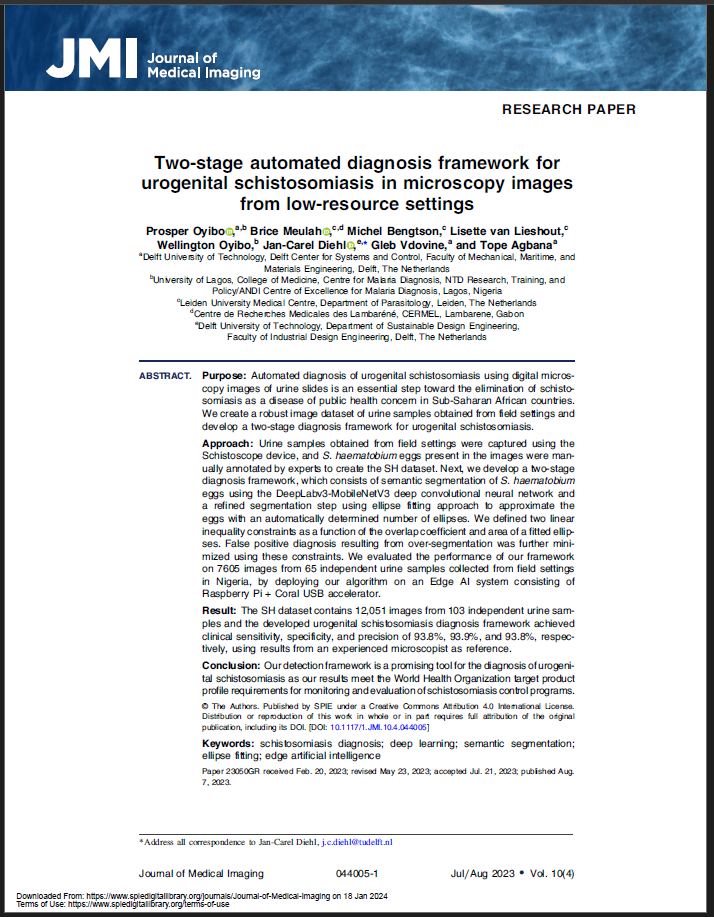 JMI Journal of
Medical Imaging
RESEARCH PAPER
Two-stage automated diagnosis framework for
urogenital schistosomiasis in microscopy images
from low-resource settings
Prosper Oyibo,a,b Brice Meulah,c,d Michel Bengtson,c Lisette van Lieshout,c
Wellington Oyibo,b Jan-Carel Diehl,e,* Gleb Vdovine,a and Tope Agbanaa
aDelft University of Technology, Delft Center for Systems and Control, Faculty of Mechanical, Maritime, and
Materials Engineering, Delft, The Netherlands
bUniversity of Lagos, College of Medicine, Centre for Malaria Diagnosis, NTD Research, Training, and
Policy/ANDI Centre of Excellence for Malaria Diagnosis, Lagos, Nigeria
cLeiden University Medical Centre, Department of Parasitology, Leiden, The Netherlands
dCentre de Recherches Medicales des Lambaréné, CERMEL, Lambarene, Gabon
eDelft University of Technology, Department of Sustainable Design Engineering,
Faculty of Industrial Design Engineering, Delft, The Netherlands
ABSTRACT. Purpose: Automated diagnosis of urogenital schistosomiasis using digital micros-
copy images of urine slides is an essential step toward the elimination of schisto-
somiasis as a disease of public health concern in Sub-Saharan African countries.
We create a robust image dataset of urine samples obtained from field settings and
develop a two-stage diagnosis framework for urogenital schistosomiasis.
Approach: Urine samples obtained from field settings were captured using the
Schistoscope device, and S. haematobium eggs present in the images were man-
ually annotated by experts to create the SH dataset. Next, we develop a two-stage
diagnosis framework, which consists of semantic segmentation of S. haematobium
eggs using the DeepLabv3-MobileNetV3 deep convolutional neural network and
a refined segmentation step using ellipse fitting approach to approximate the
eggs with an automatically determined number of ellipses. We defined two linear
inequality constraints as a function of the overlap coefficient and area of a fitted ellip-
ses. False positive diagnosis resulting from over-segmentation was further mini-
mized using these constraints. We evaluated the performance of our framework
on 7605 images from 65 independent urine samples collected from field settings
in Nigeria, by deploying our algorithm on an Edge AI system consisting of
Raspberry Pi + Coral USB accelerator.
Result: The SH dataset contains 12,051 images from 103 independent urine sam-
ples and the developed urogenital schistosomiasis diagnosis framework achieved
clinical sensitivity, specificity, and precision of 93.8%, 93.9%, and 93.8%, respec-
tively, using results from an experienced microscopist as reference.
Conclusion: Our detection framework is a promising tool for the diagnosis of urogeni-
tal schistosomiasis as our results meet the World Health Organization target product
profile requirements for monitoring and evaluation of schistosomiasis control programs.
© The Authors. Published by SPIE under a Creative Commons Attribution 4.0 International License.
Distribution or reproduction of this work in whole or in part requires full attribution of the original
publication, including its DOI. [DOI: 10.1117/1.JMI.10.4.044005]
Keywords: schistosomiasis diagnosis; deep learning; semantic segmentation;
ellipse fitting; edge artificial intelligence
Paper 23050GR received Feb. 20, 2023; revised May 23, 2023; accepted Jul. 21, 2023; published Aug.
7, 2023.
*Address all correspondence to Jan-Carel Diehl, j.c.diehl@tudelft.nl
Journal of Medical Imaging 044005-1 Jul/Aug 2023 • Vol. 10(4)
Downloaded From: https://www.spiedigitallibrary.org/journals/Journal-of-Medical-Imaging on 18 Jan 2024
Terms of Use: https://www.spiedigitallibrary.org/terms-of-use